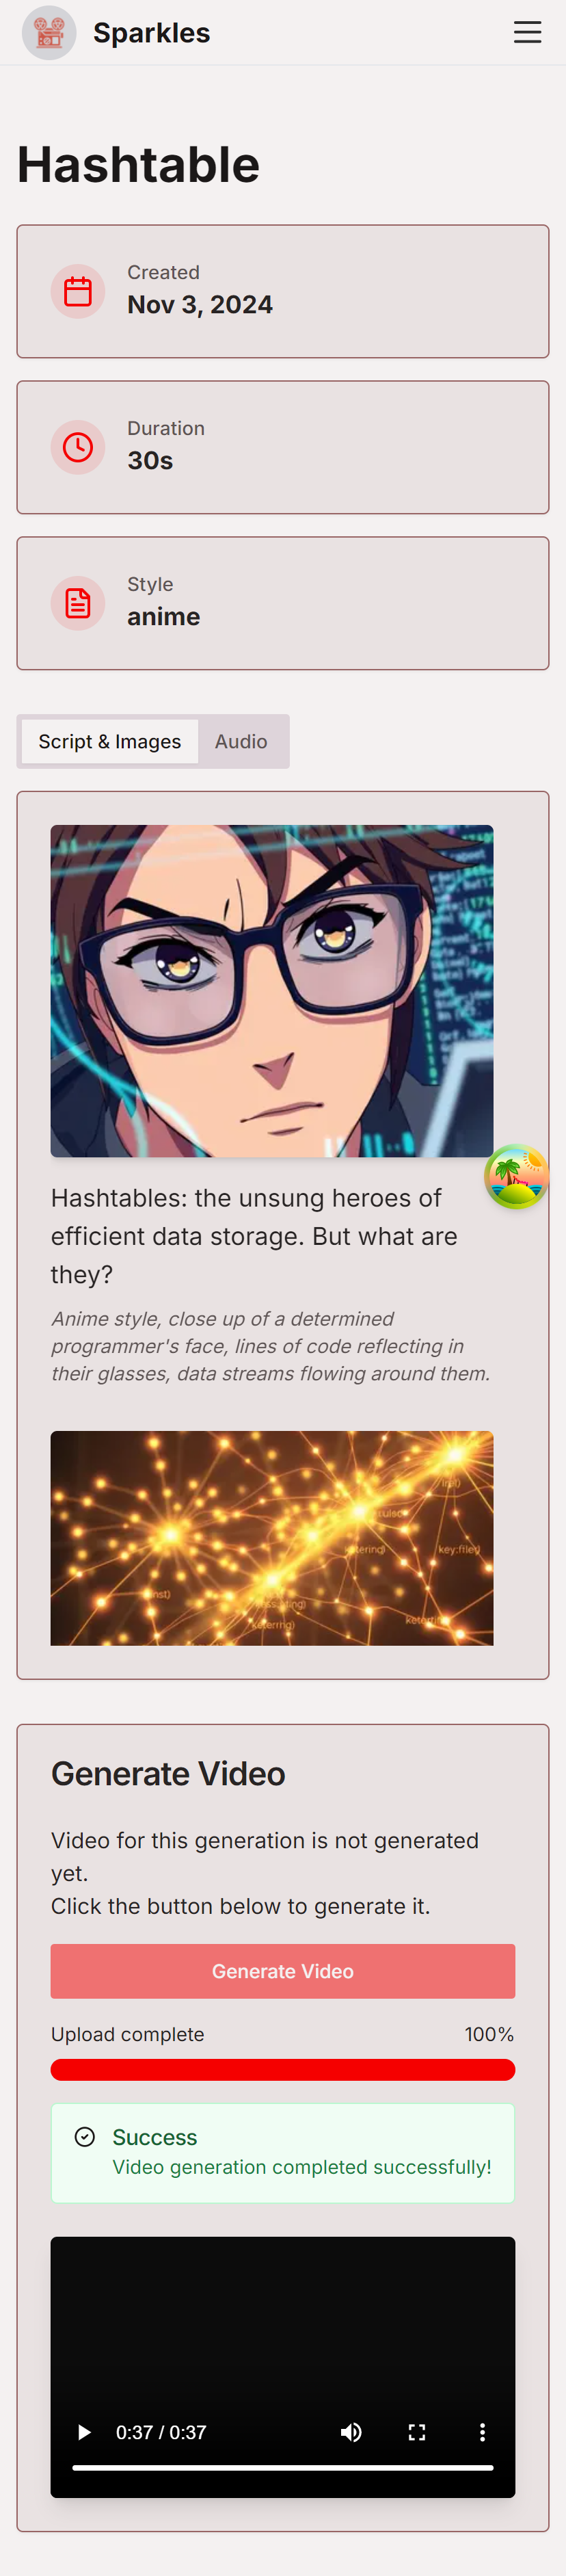 Sparkles
Hashtable
Created
Nov 3, 2024
Duration
30s
Style
anime
Script & Images
Audio
Hashtables: the unsung heroes of
efficient data storage. But what are
they?
Anime style, close up of a determined
programmer's face, lines of code reflecting in
their glasses, data streams flowing around them.
Generate Video
Video for this generation is not generated
yet.
Click the button below to generate it.
Generate Video
Upload complete
100%
Success
Video generation completed successfully!
0:37 / 0:37